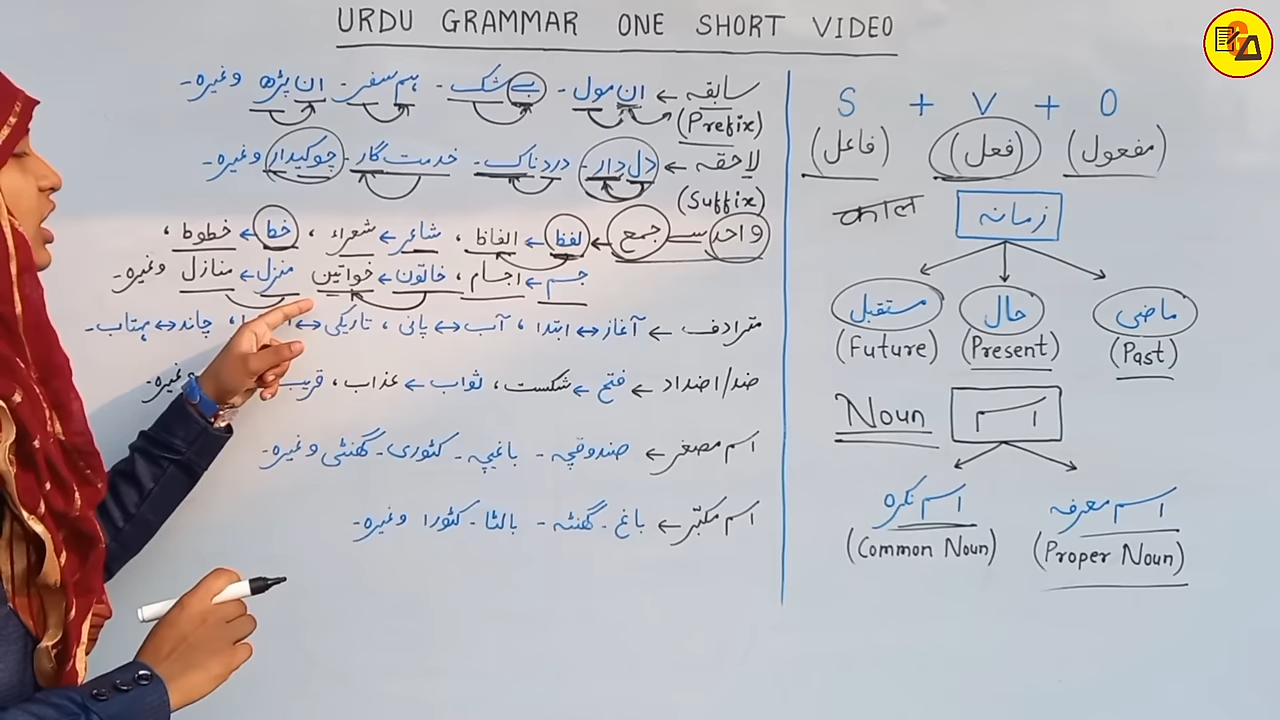 URDU GRAMMAR ONE SHORT VIDEO
سابقہ ← ان مول - بے شک - ہم سفر - ان پڑھ وغیرہ -
(Prefix)
لاحقہ ← دل دار - درد ناک - خدمت گار - چوکیدار وغیرہ -
(Suffix)
واحد سے جمع ← لفظ ← الفاظ ، شاعر ← شعراء ، خط ← خطوط ،
جسم ← اجسام ، خاتون ← خواتین منزل ← منازل وغیرہ -
مترادف ← آغاز ↔ ابتدا ، آب ↔ پانی ، تاریکی ↔ ، چاند ↔ مہتاب -
ضد/اضداد ← فتح ← شکست ، ثواب ← عذاب ، قریب وغیرہ -
اسم مصغر ← صندوقچہ - باغیچہ - کٹوری - گھنٹی وغیرہ -
اسم مکبّر ← باغ - گھنٹہ - بالٹا - کٹورا وغیرہ -
S + V + O
(فاعل) (فعل) (مفعول)
काल زمانہ
مستقبل حال ماضی
(Future) (Present) (Past)
Noun اسم
اسم نکرہ اسم معرفہ
(Common Noun) (Proper Noun)